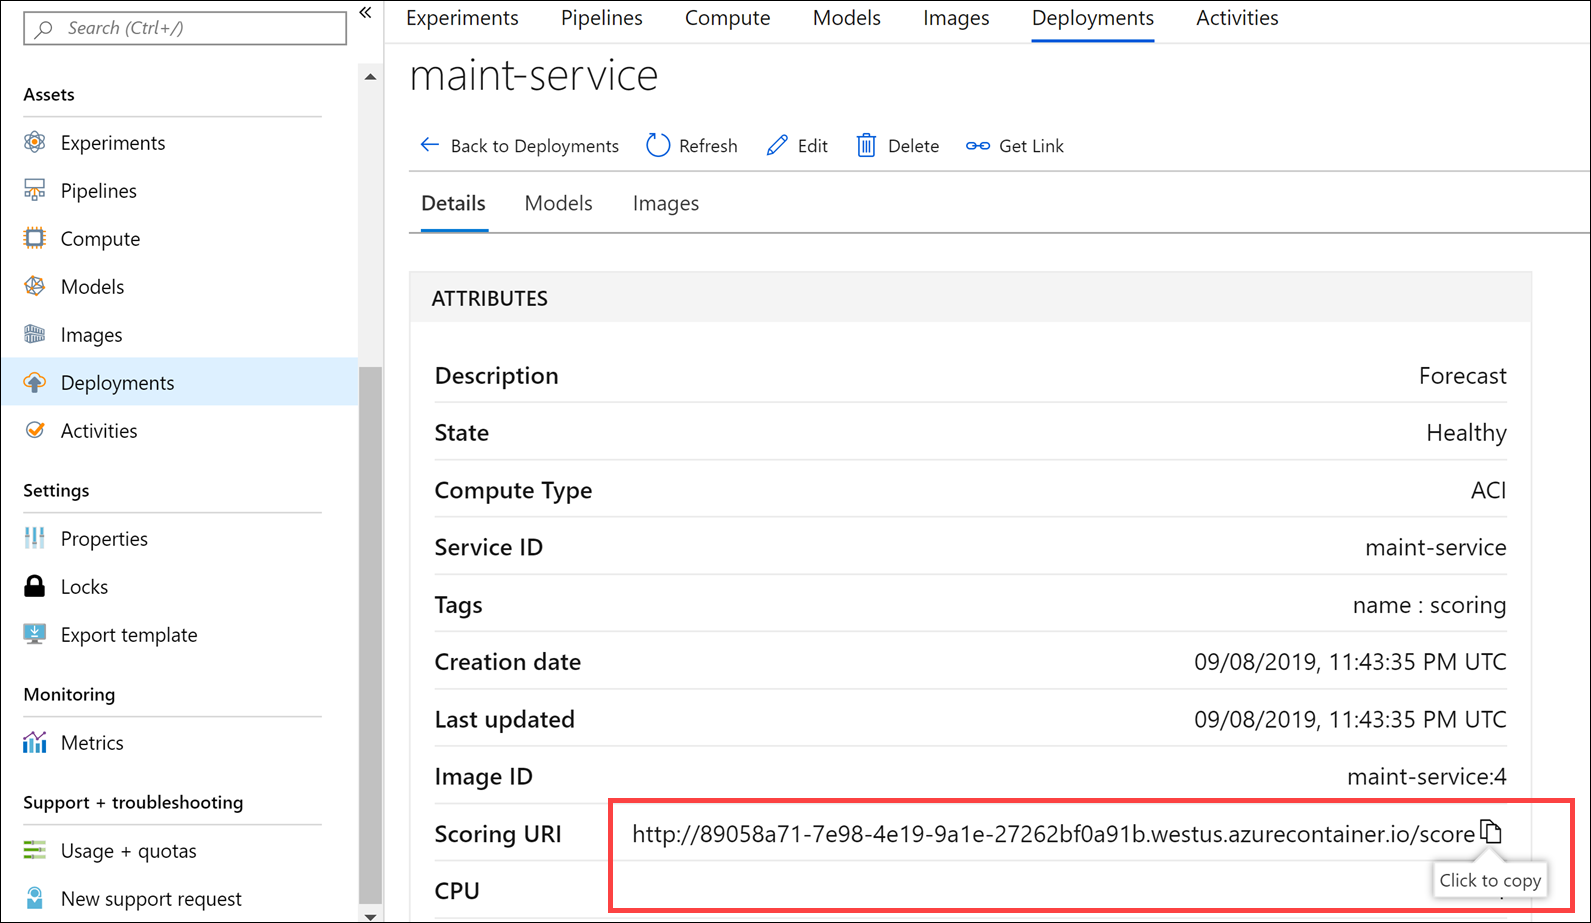 Search (Ctrl+/)
«
Assets
Experiments
Pipelines
Compute
Models
Images
Deployments
Activities
Settings
Properties
Locks
Export template
Monitoring
Metrics
Support + troubleshooting
Usage + quotas
New support request
Experiments Pipelines Compute Models Images Deployments Activities
maint-service
Back to Deployments Refresh Edit Delete Get Link
Details Models Images
ATTRIBUTES
Description Forecast
State Healthy
Compute Type ACI
Service ID maint-service
Tags name : scoring
Creation date 09/08/2019, 11:43:35 PM UTC
Last updated 09/08/2019, 11:43:35 PM UTC
Image ID maint-service:4
Scoring URI http://89058a71-7e98-4e19-9a1e-27262bf0a91b.westus.azurecontainer.io/score
CPU
Click to copy